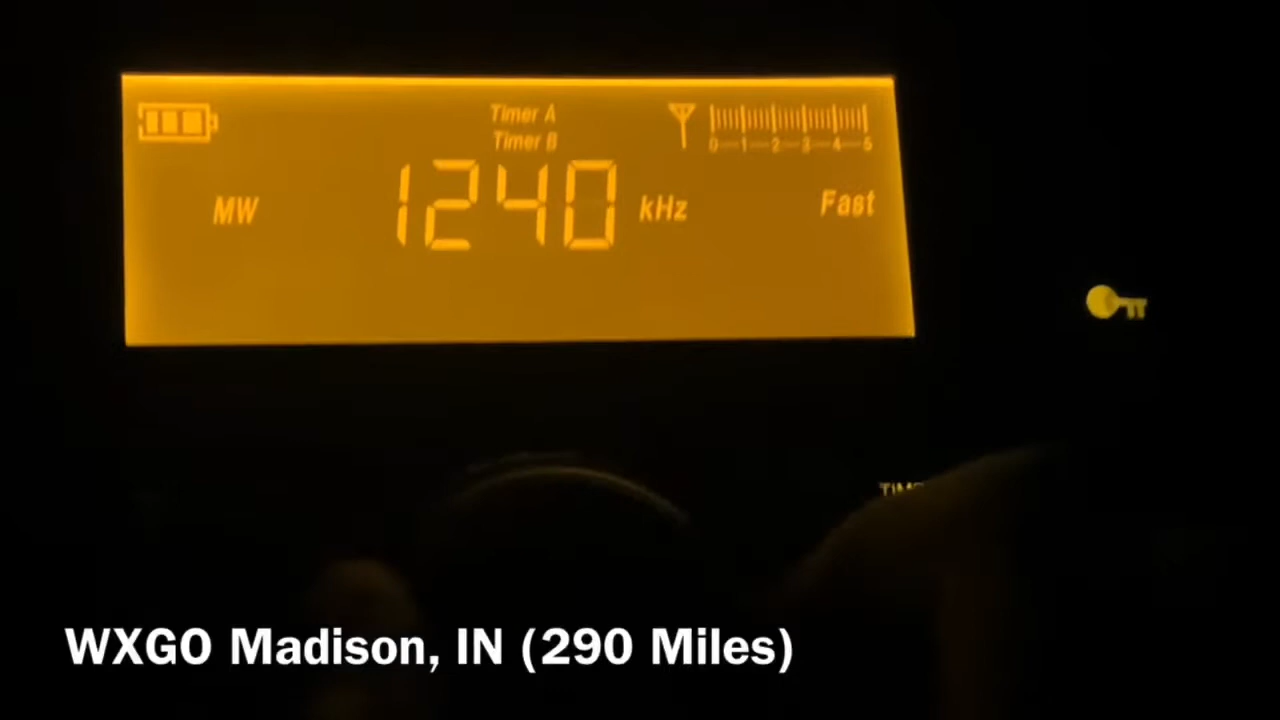 Timer A
Timer B
0 1 2 3 4 5
MW 1240 kHz Fast
WXGO Madison, IN (290 Miles)